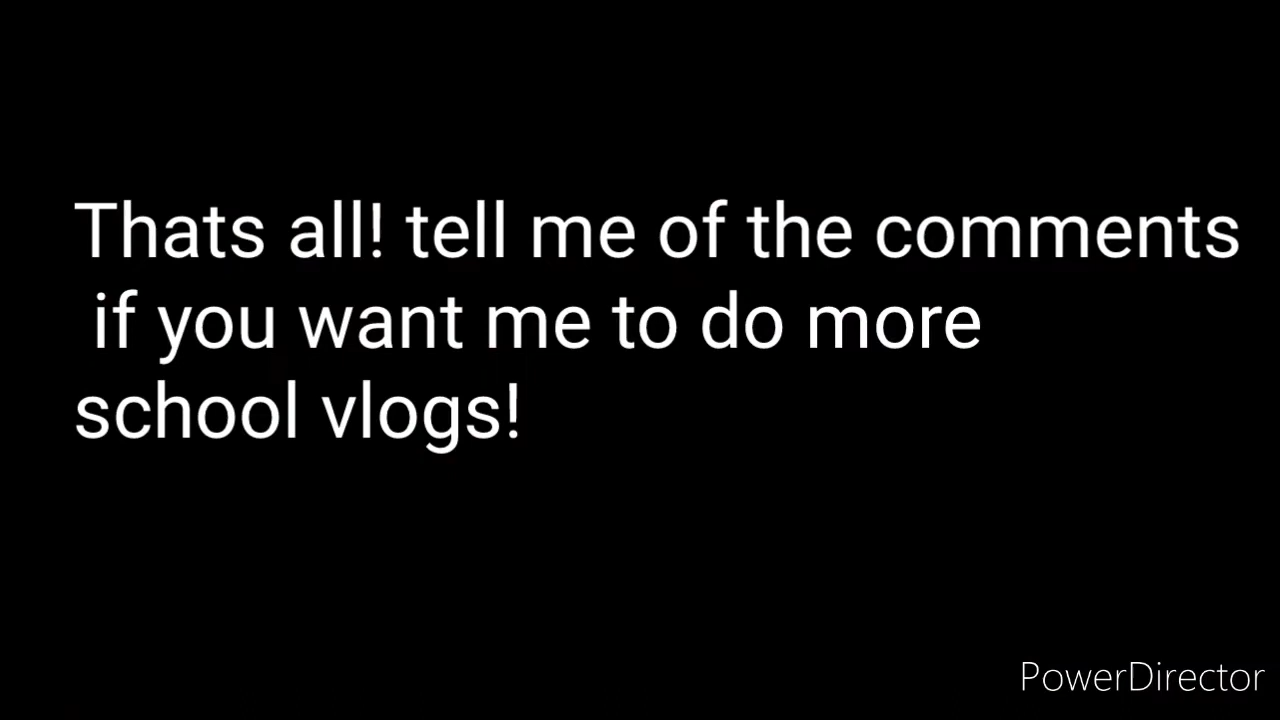 Thats all! tell me of the comments
if you want me to do more
school vlogs!
PowerDirector